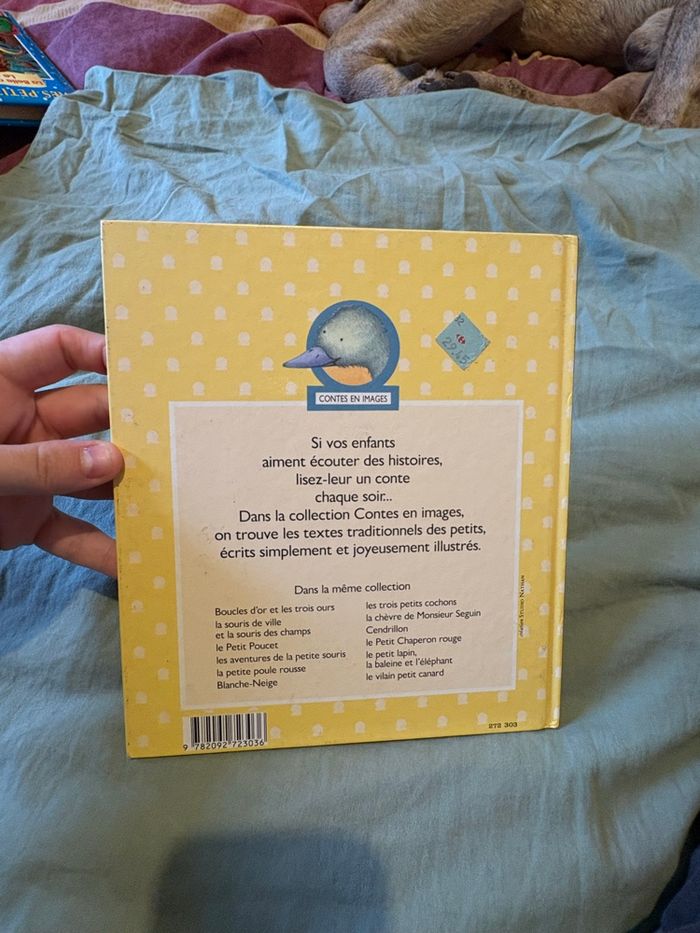 CONTES EN IMAGES
29.45
Si vos enfants
aiment écouter des histoires,
lisez-leur un conte
chaque soir...
Dans la collection Contes en images,
on trouve les textes traditionnels des petits,
écrits simplement et joyeusement illustrés.
Dans la même collection
Boucles d'or et les trois ours
la souris de ville
et la souris des champs
le Petit Poucet
les aventures de la petite souris
la petite poule rousse
Blanche-Neige
les trois petits cochons
la chèvre de Monsieur Seguin
Cendrillon
le Petit Chaperon rouge
le petit lapin,
la baleine et l'éléphant
le vilain petit canard
création STUDIO NATHAN
9 782092 723036
272 303